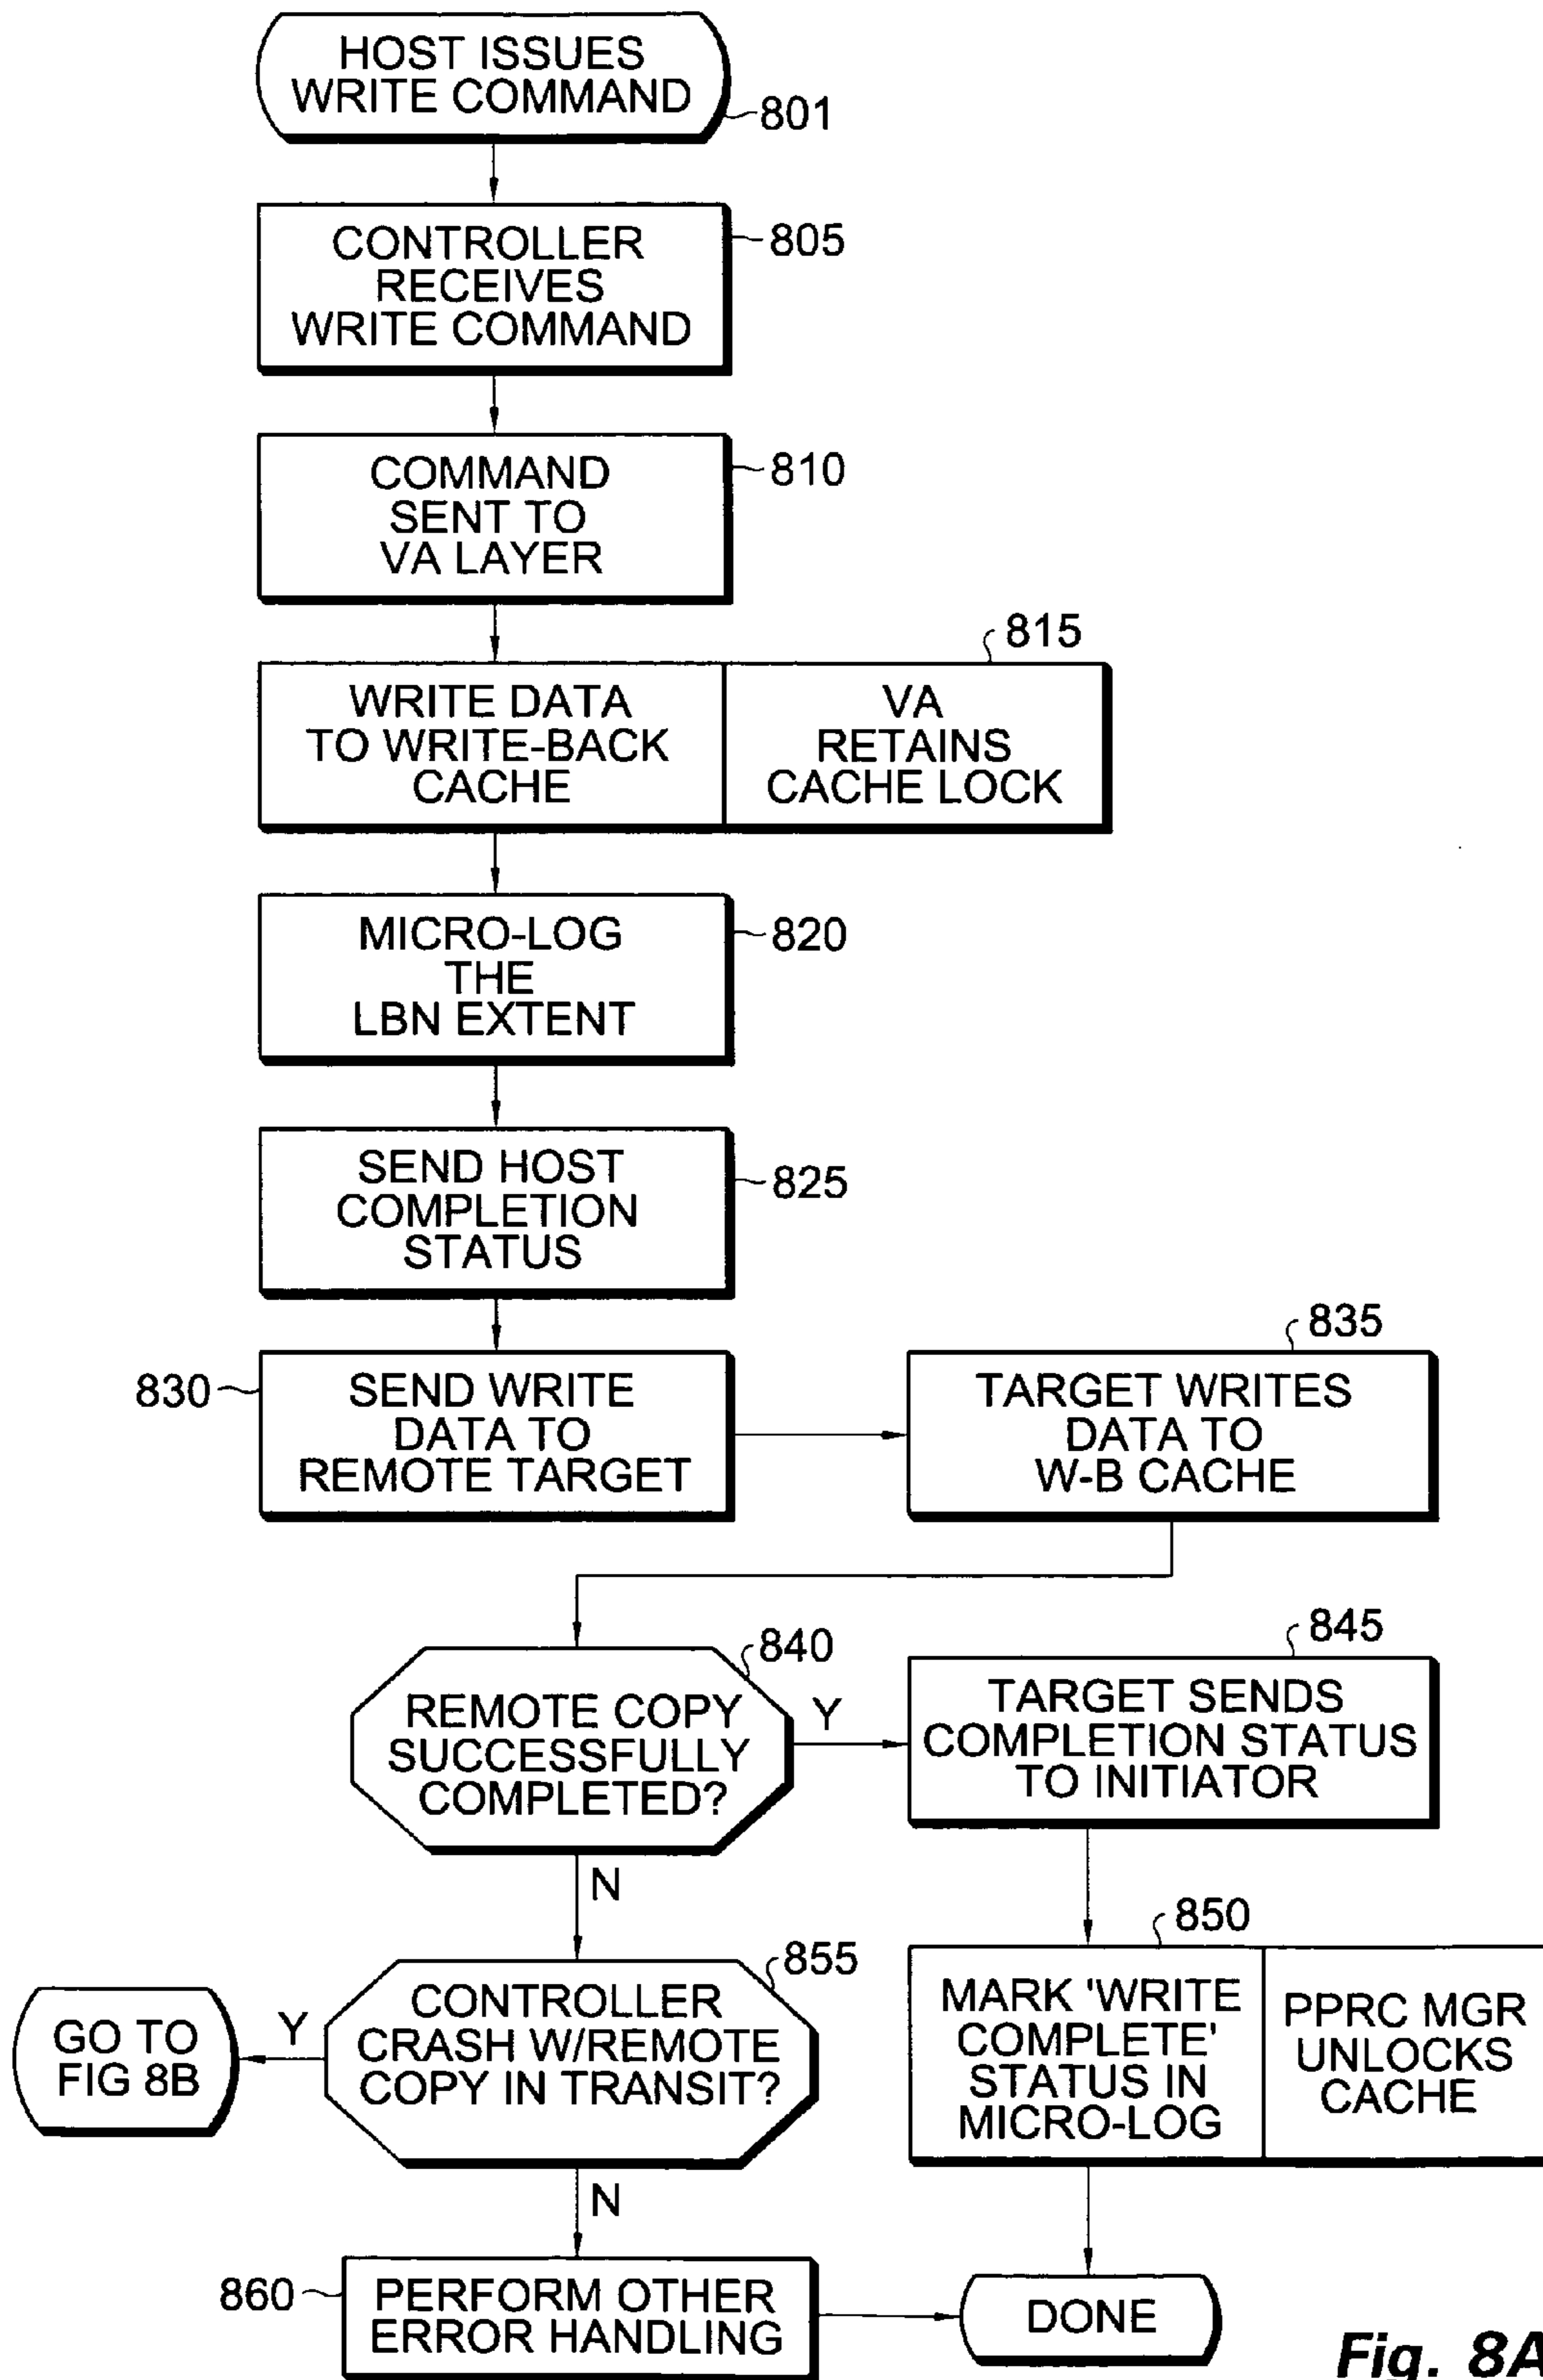 HOST ISSUES
WRITE COMMAND
801
CONTROLLER
RECEIVES
WRITE COMMAND
805
COMMAND
SENT TO
VA LAYER
810
WRITE DATA
TO WRITE-BACK
CACHE
815
VA
RETAINS
CACHE LOCK
MICRO-LOG
THE
LBN EXTENT
820
SEND HOST
COMPLETION
STATUS
825
830
SEND WRITE
DATA TO
REMOTE TARGET
835
TARGET WRITES
DATA TO
W-B CACHE
840
REMOTE COPY
SUCCESSFULLY
COMPLETED?
Y
N
845
TARGET SENDS
COMPLETION STATUS
TO INITIATOR
850
MARK 'WRITE
COMPLETE'
STATUS IN
MICRO-LOG
PPRC MGR
UNLOCKS
CACHE
855
CONTROLLER
CRASH W/REMOTE
COPY IN TRANSIT?
Y
GO TO
FIG 8B
N
860
PERFORM OTHER
ERROR HANDLING
DONE
Fig. 8A